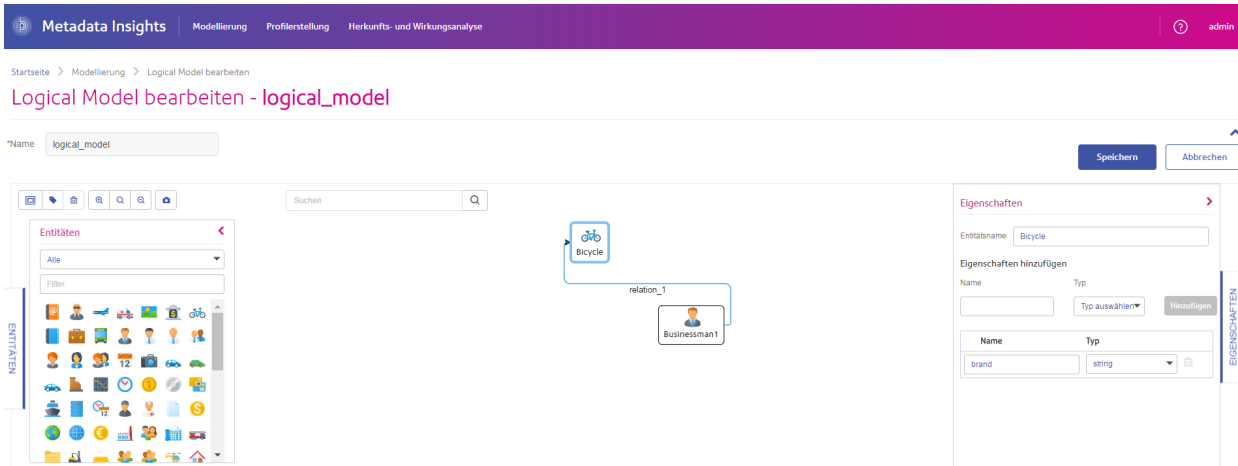 Metadata Insights Modellierung Profilerstellung Herkunfts- und Wirkungsanalyse ? admin
Startseite > Modellierung > Logical Model bearbeiten
Logical Model bearbeiten - logical_model
*Name logical_model
Speichern Abbrechen
Suchen
Eigenschaften
Entitäten
Entitätsname Bicycle
Bicycle
Alle
Eigenschaften hinzufügen
Filter
Name Typ
relation_1
Typ auswählen Hinzufügen
Businessman1
Name Typ
brand string
12
12
ENTITÄTEN
EIGENSCHAFTEN